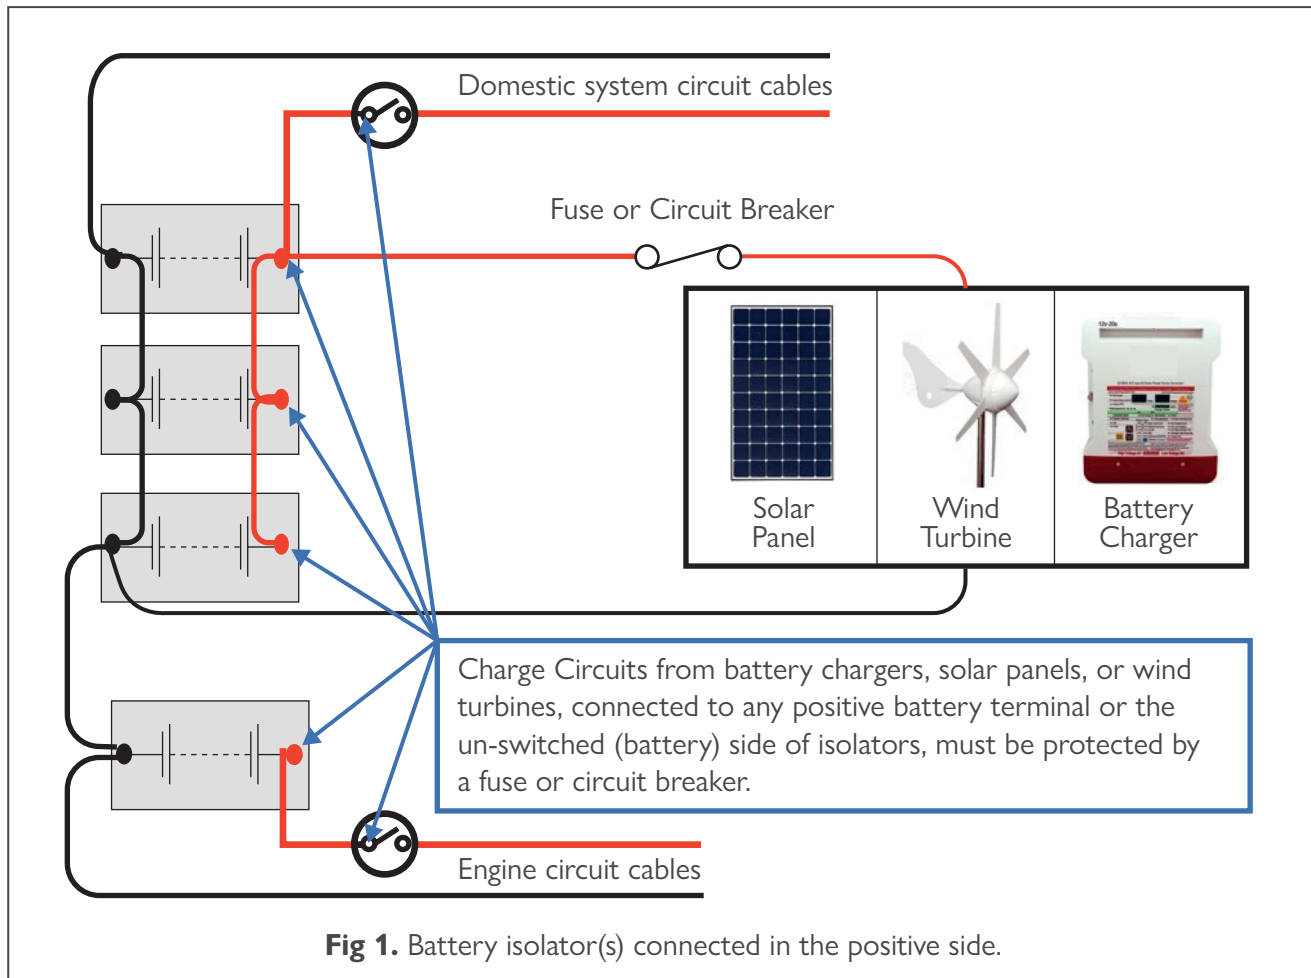 Domestic system circuit cables
Fuse or Circuit Breaker
12v-20a
Solar
Panel
Wind
Turbine
Battery
Charger
Charge Circuits from battery chargers, solar panels, or wind
turbines, connected to any positive battery terminal or the
un-switched (battery) side of isolators, must be protected by
a fuse or circuit breaker.
Engine circuit cables
Fig 1. Battery isolator(s) connected in the positive side.